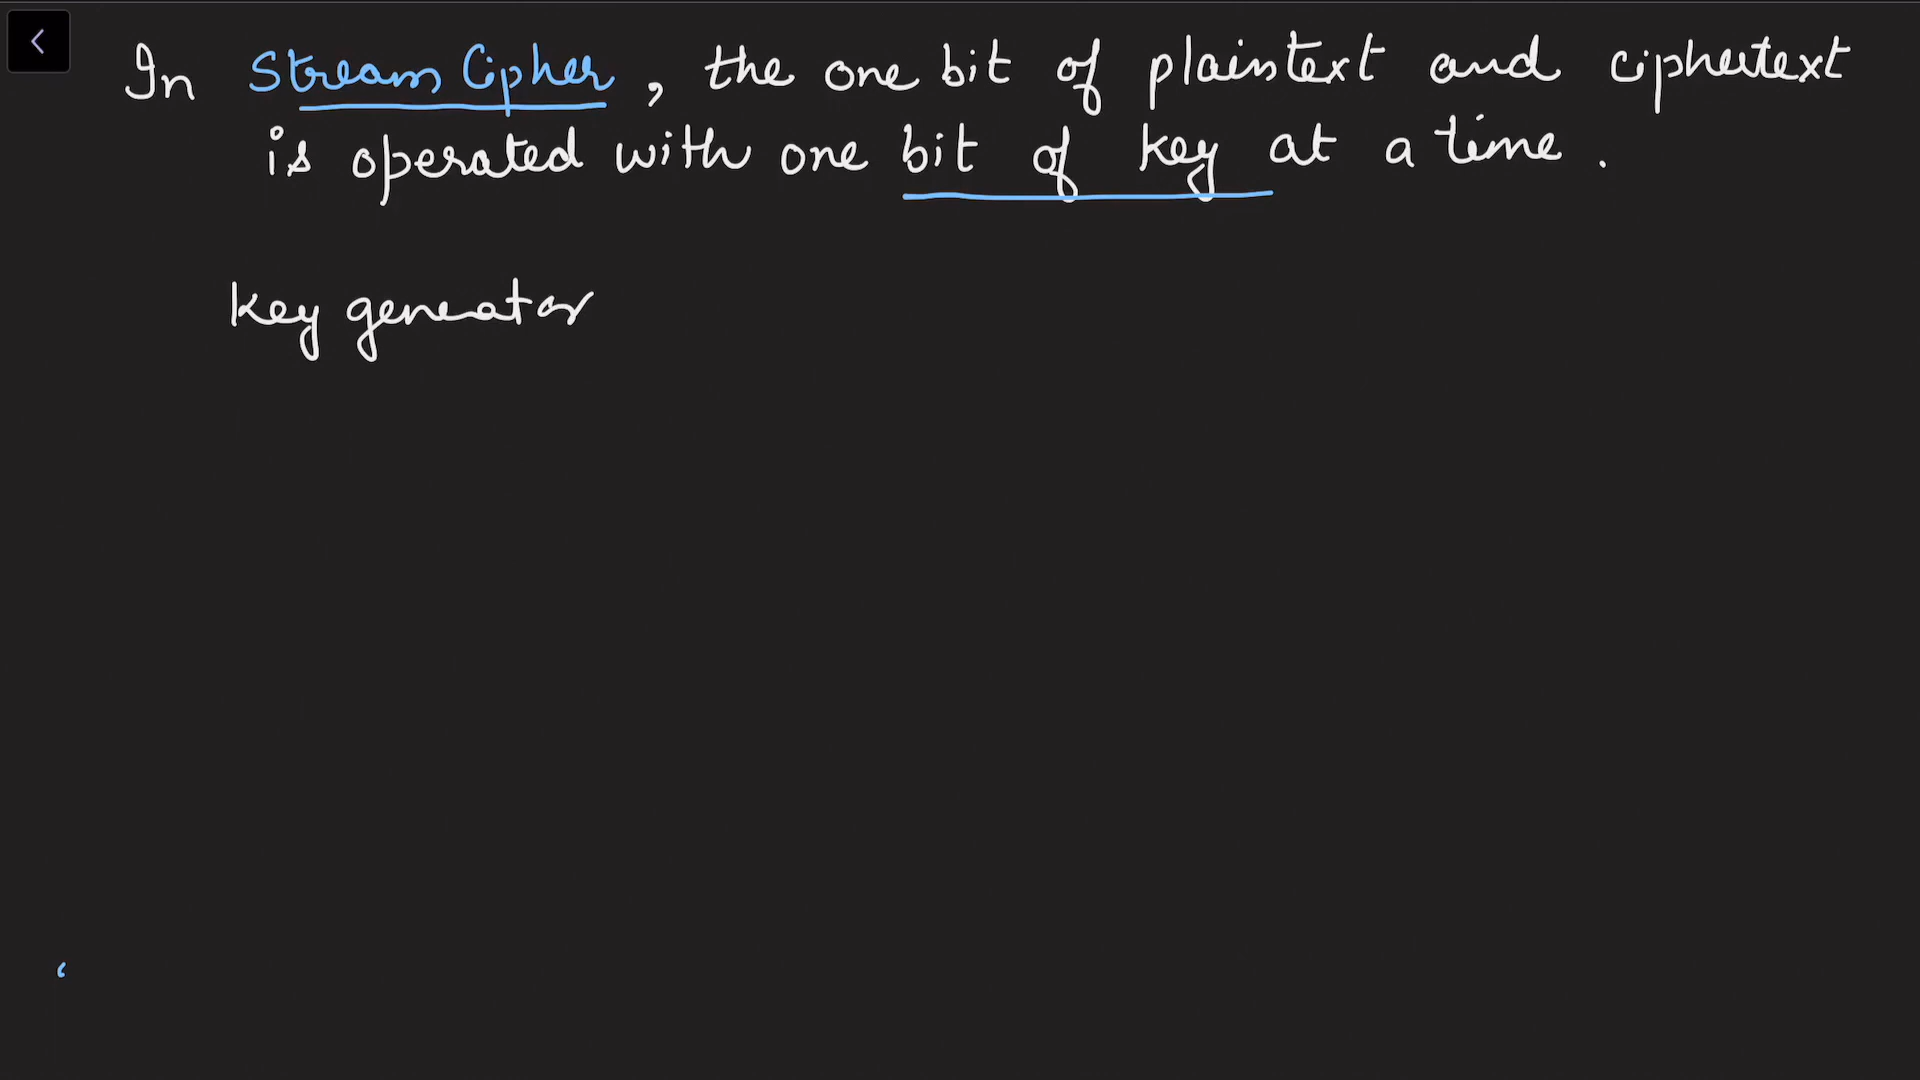 In Stream Cipher, the one bit of plaintext and ciphertext
is operated with one bit of key at a time.
key generator